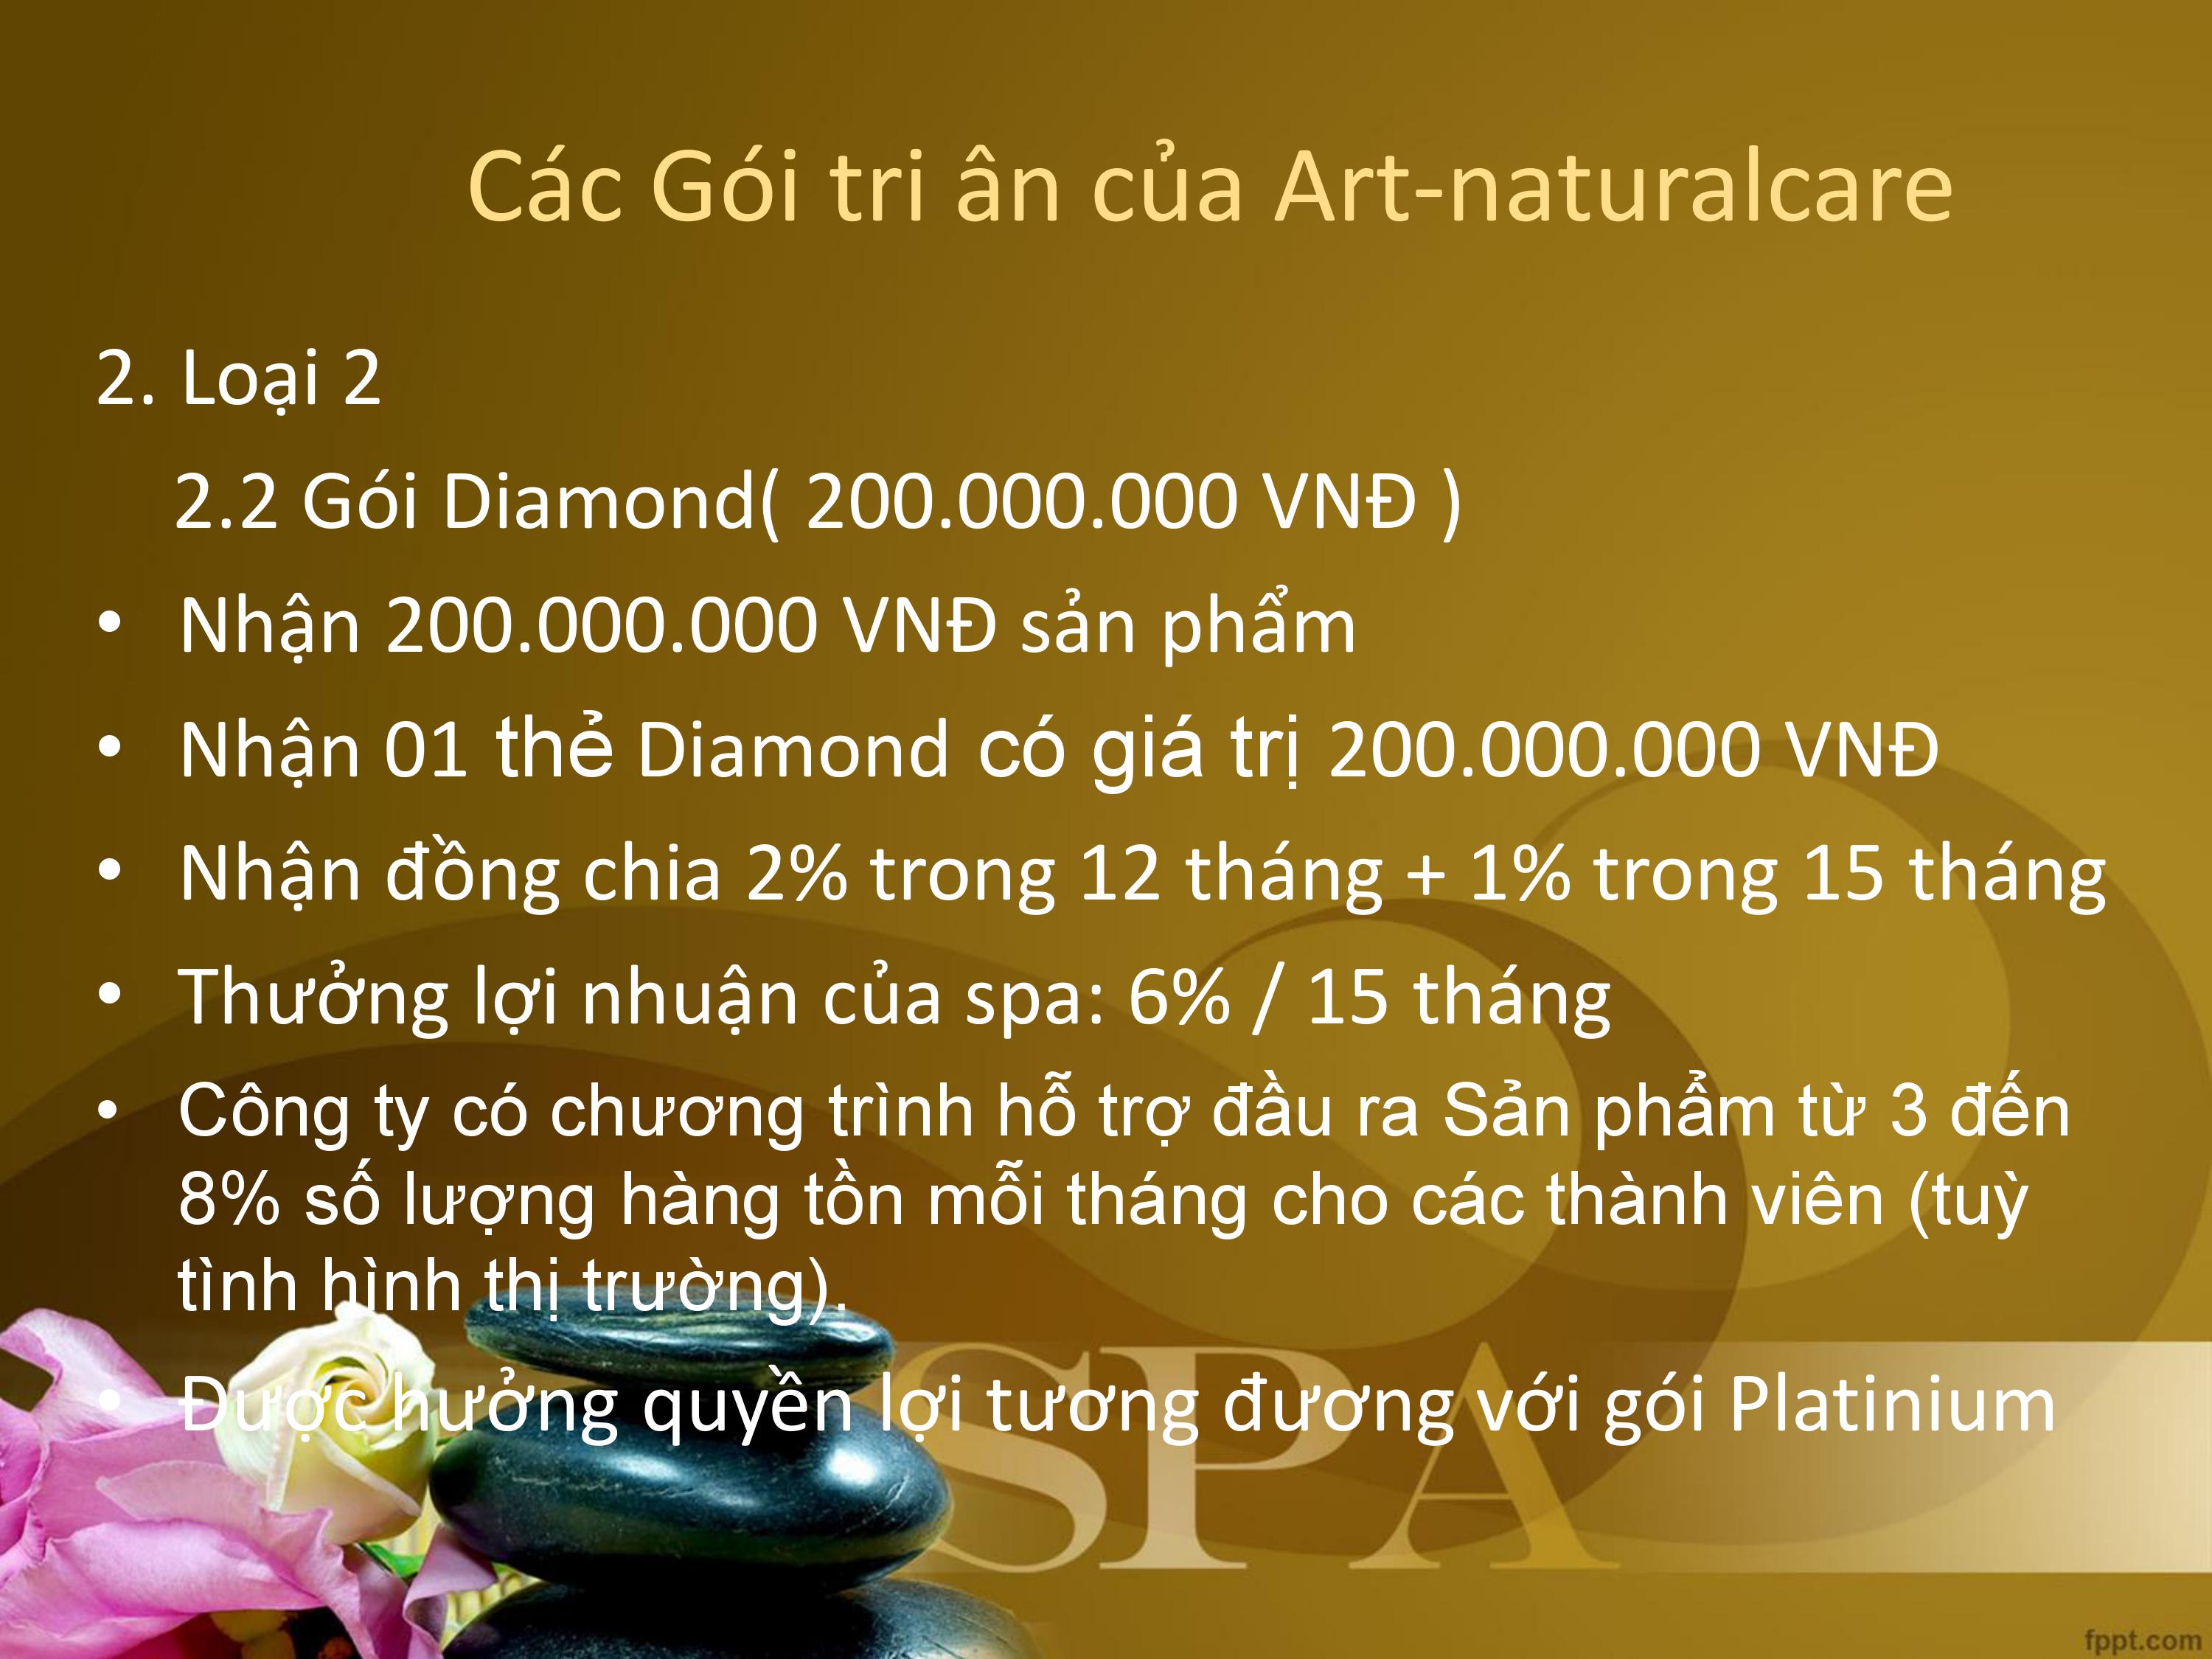 Các Gói tri ân của Art-naturalcare
2. Loại 2
2.2 Gói Diamond( 200.000.000 VNĐ )
• Nhận 200.000.000 VNĐ sản phẩm
• Nhận 01 thẻ Diamond có giá trị 200.000.000 VNĐ
• Nhận đồng chia 2% trong 12 tháng + 1% trong 15 tháng
• Thưởng lợi nhuận của spa: 6% / 15 tháng
• Công ty có chương trình hỗ trợ đầu ra Sản phẩm từ 3 đến
8% số lượng hàng tồn mỗi tháng cho các thành viên (tuỳ
tình hình thị trường).
• Được hưởng quyền lợi tương đương với gói Platinium
SPA
fppt.com